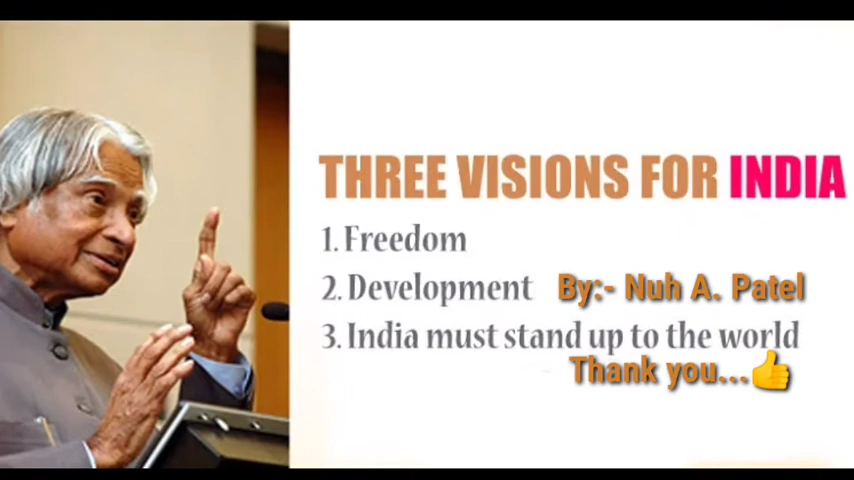 THREE VISIONS FOR INDIA
1. Freedom
2. Development
By:- Nuh A. Patel
3. India must stand up to the world
Thank you...👍